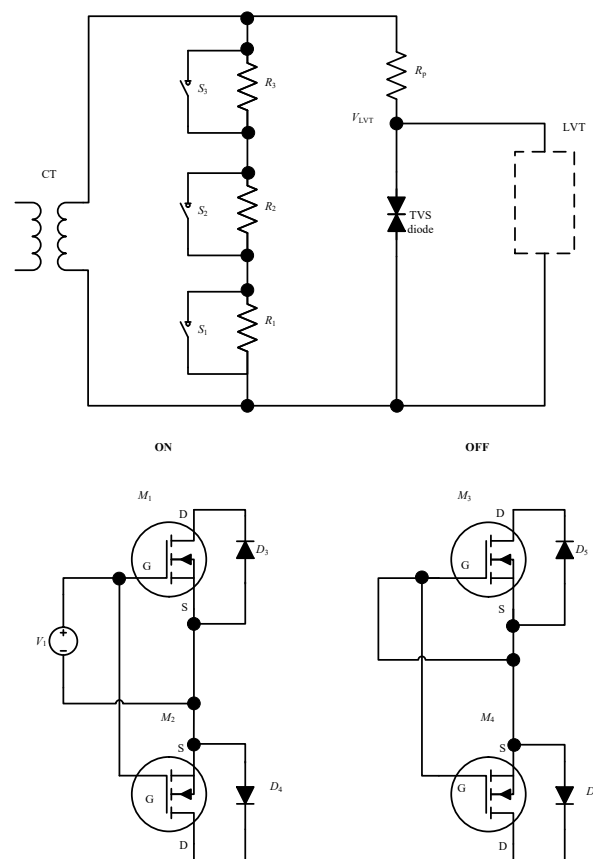 R3
Rp
S3
VLVT
LVT
CT
R2
S2
TVS
diode
R1
S1
ON
OFF
M1
M3
D
D
D3
D5
G
G
S
S
V1
M2
M4
S
S
D4
D
G
G
D
D